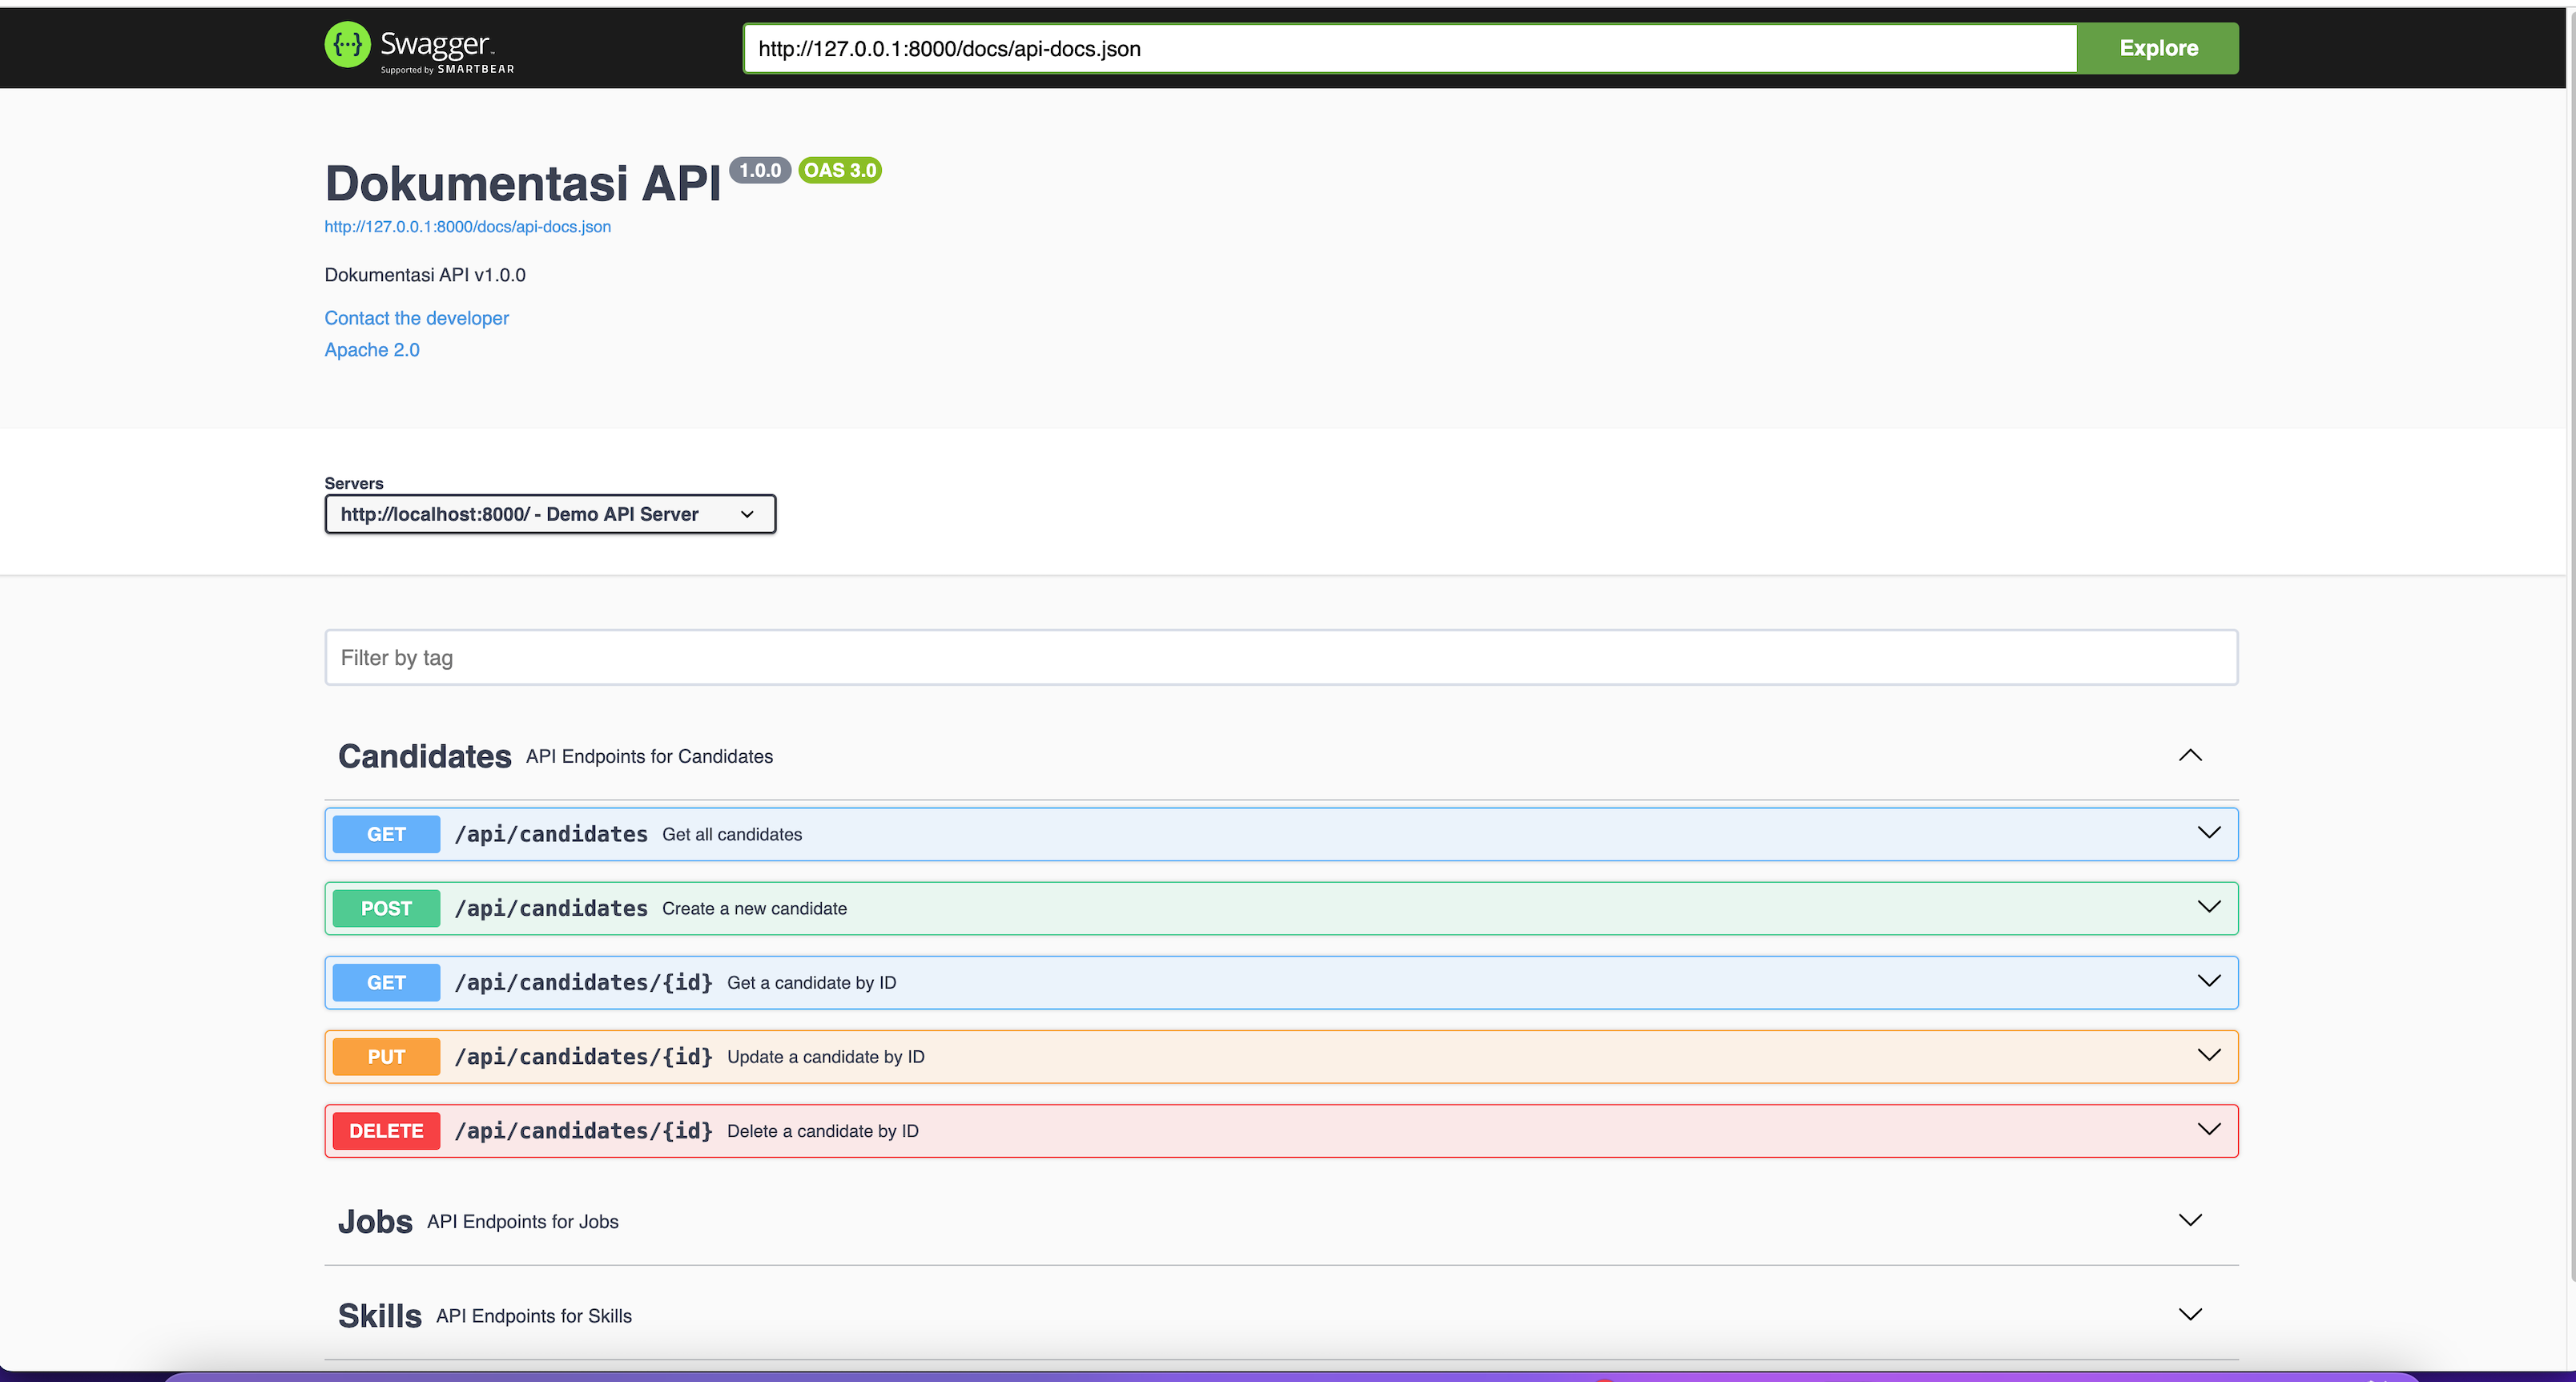 Swagger
Supported by SMARTBEAR
http://127.0.0.1:8000/docs/api-docs.json
Explore
Dokumentasi API 1.0.0 OAS 3.0
http://127.0.0.1:8000/docs/api-docs.json
Dokumentasi API v1.0.0
Contact the developer
Apache 2.0
Servers
http://localhost:8000/ - Demo API Server
Filter by tag
Candidates API Endpoints for Candidates
GET /api/candidates Get all candidates
POST /api/candidates Create a new candidate
GET /api/candidates/{id} Get a candidate by ID
PUT /api/candidates/{id} Update a candidate by ID
DELETE /api/candidates/{id} Delete a candidate by ID
Jobs API Endpoints for Jobs
Skills API Endpoints for Skills